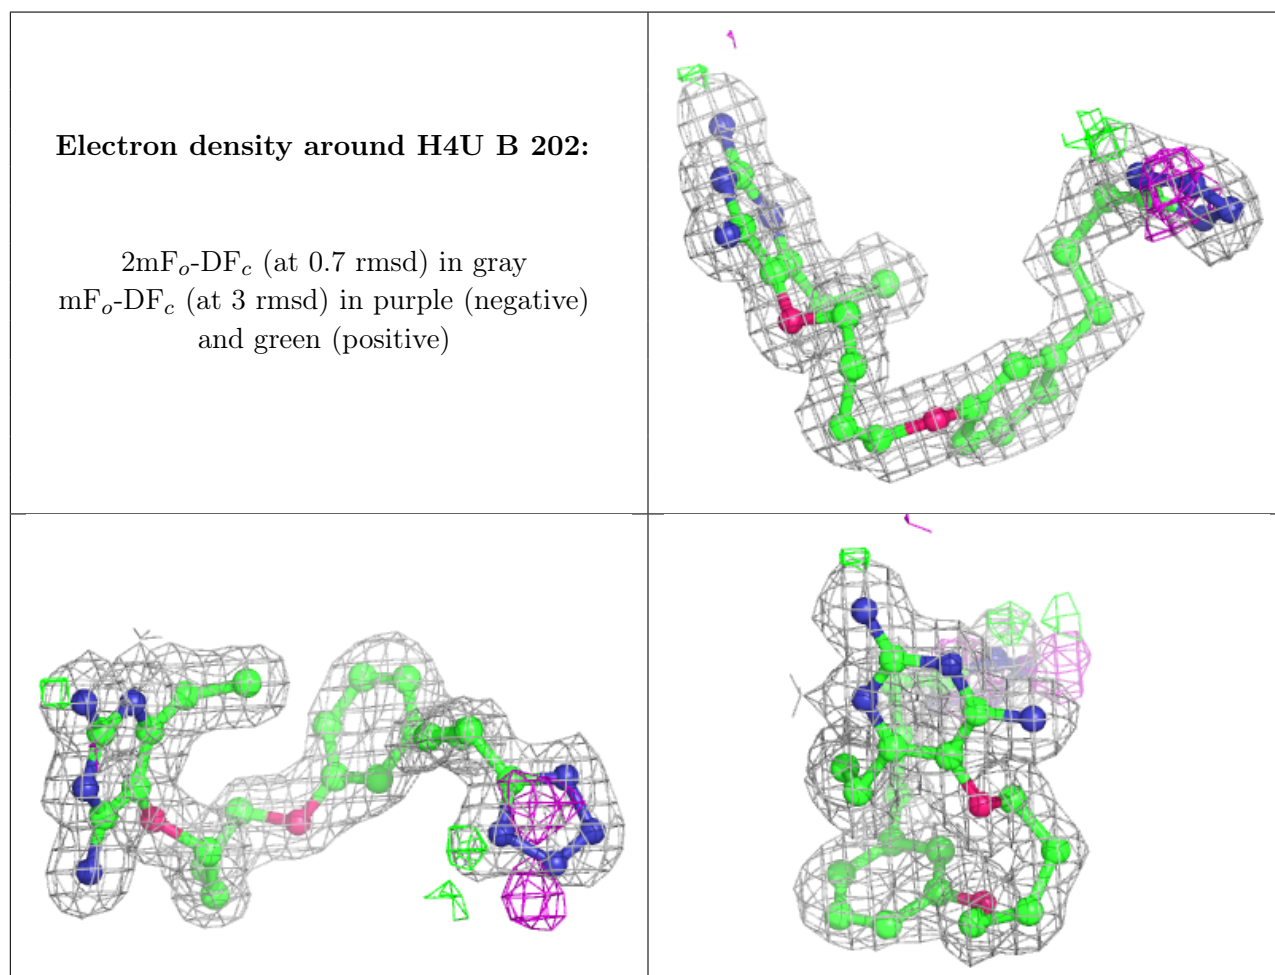 Electron density around H4U B 202:
2mFo-DFc (at 0.7 rmsd) in gray
mFo-DFc (at 3 rmsd) in purple (negative)
and green (positive)